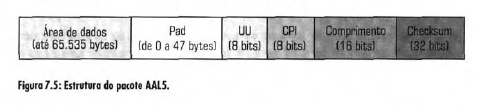 Área de dados
(até 65.535 bytes)
Pad
(de 0 a 47 bytes)
UU
(8 bits)
CPI
(8 bits)
Comprimento
(16 bits)
Checksum
(32 bits)
Figura 7.5: Estrutura do pacote AAL5.